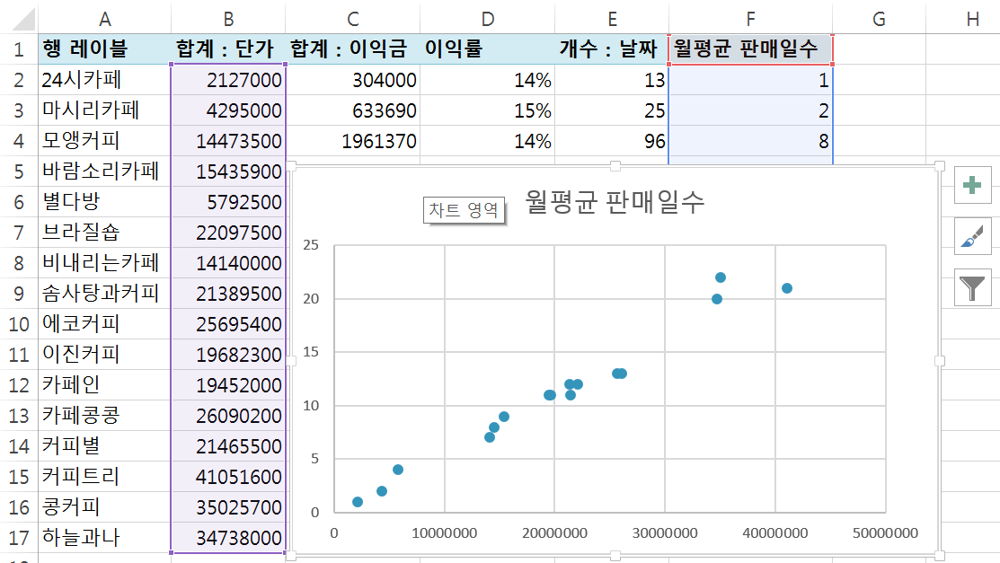 A B C D E F G H
1 행 레이블 합계 : 단가 합계 : 이익금 이익률 개수 : 날짜 월평균 판매일수
2 24시카페 2127000 304000 14% 13 1
3 마시리카페 4295000 633690 15% 25 2
4 모앵커피 14473500 1961370 14% 96 8
5 바람소리카페 15435900
6 별다방 5792500
7 브라질숍 22097500
8 비내리는카페 14140000
9 솜사탕과커피 21389500
10 에코커피 25695400
11 이진커피 19682300
12 카페인 19452000
13 카페콩콩 26090200
14 커피별 21465500
15 커피트리 41051600
16 콩커피 35025700
17 하늘과나 34738000
차트 영역
월평균 판매일수
25
20
15
10
5
0
0 10000000 20000000 30000000 40000000 50000000